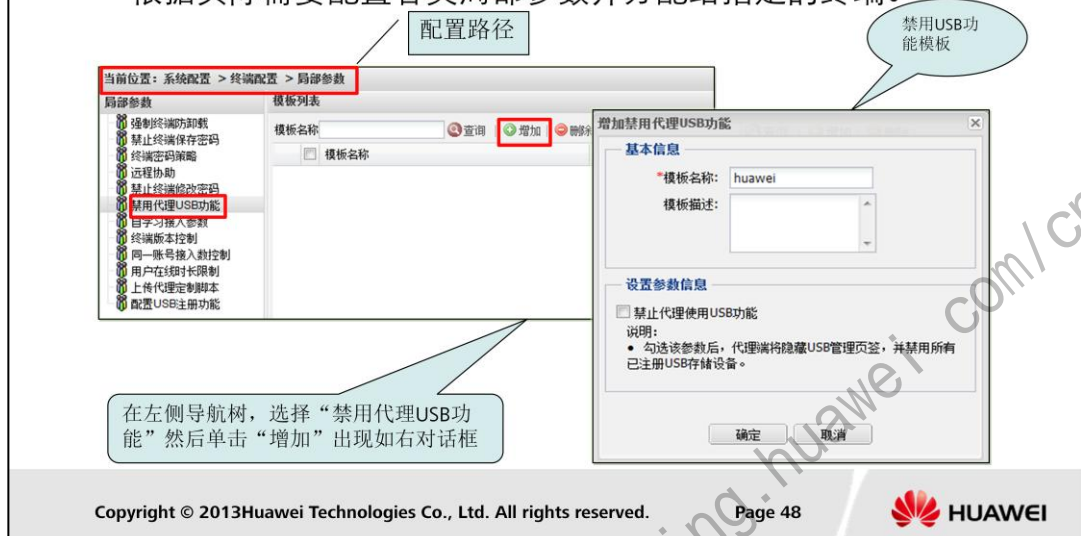 根据实际需要配置各类局部参数并分配给指定的终端。
配置路径
禁用USB功
能模板
当前位置：系统配置 > 终端配置 > 局部参数
局部参数
强制终端防卸载
禁止终端保存密码
终端密码策略
远程协助
禁止终端修改密码
禁用代理USB功能
自学习接入参数
终端版本控制
同一账号接入数控制
用户在线时长限制
上传代理定制脚本
配置USB注册功能
模板列表
模板名称
查询
增加
删除
模板名称
增加禁用代理USB功能
基本信息
*模板名称:
huawei
模板描述:
设置参数信息
禁止代理使用USB功能
说明:
• 勾选该参数后，代理端将隐藏USB管理页签，并禁用所有
已注册USB存储设备。
确定
取消
在左侧导航树，选择“禁用代理USB功
能”然后单击“增加”出现如右对话框
Copyright © 2013Huawei Technologies Co., Ltd. All rights reserved.
Page 48
HUAWEI